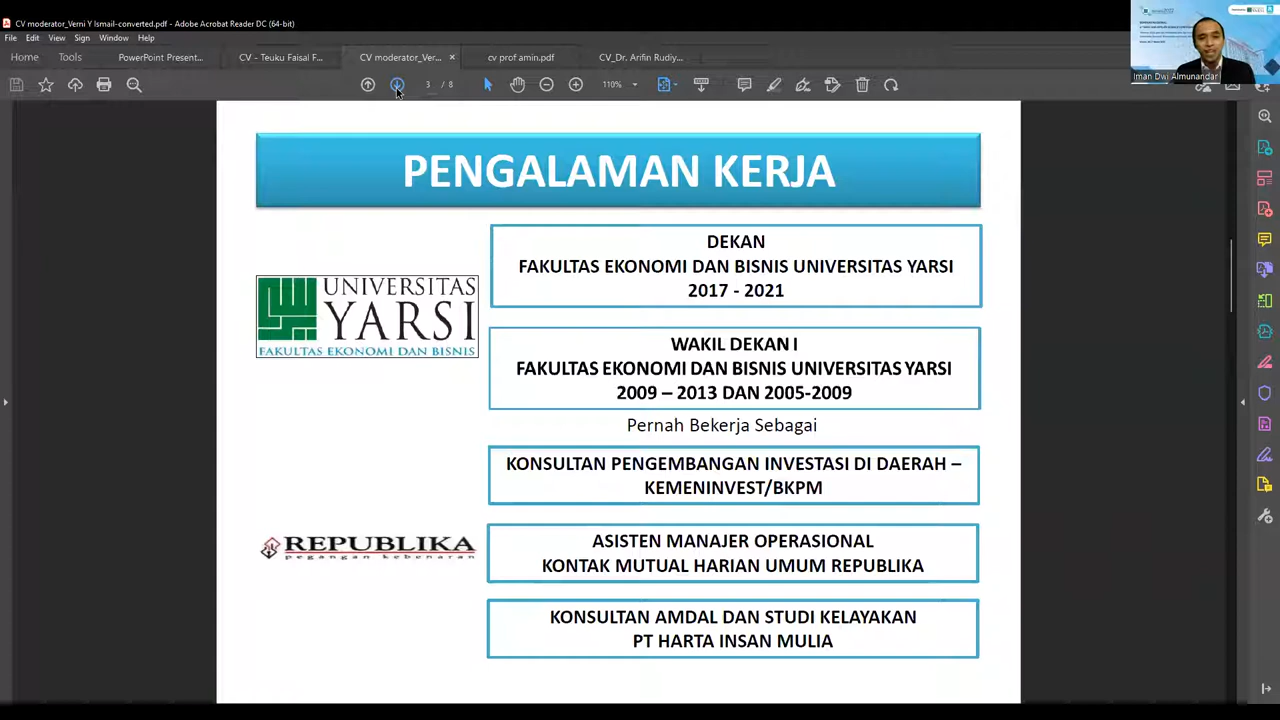 CV moderator_Verni Y Ismail-converted.pdf - Adobe Acrobat Reader DC (64-bit)
File Edit View Sign Window Help
Home Tools PowerPoint Present... CV - Teuku Faisal F... CV moderator_Ver... × cv prof amin.pdf CV_Dr. Arifin Rudiy...
3 / 8 110%
Iman Dwi Almunandar
PENGALAMAN KERJA
UNIVERSITAS
YARSI
FAKULTAS EKONOMI DAN BISNIS
DEKAN
FAKULTAS EKONOMI DAN BISNIS UNIVERSITAS YARSI
2017 - 2021
WAKIL DEKAN I
FAKULTAS EKONOMI DAN BISNIS UNIVERSITAS YARSI
2009 – 2013 DAN 2005-2009
Pernah Bekerja Sebagai
KONSULTAN PENGEMBANGAN INVESTASI DI DAERAH –
KEMENINVEST/BKPM
REPUBLIKA
pegangan kebenaran
ASISTEN MANAJER OPERASIONAL
KONTAK MUTUAL HARIAN UMUM REPUBLIKA
KONSULTAN AMDAL DAN STUDI KELAYAKAN
PT HARTA INSAN MULIA